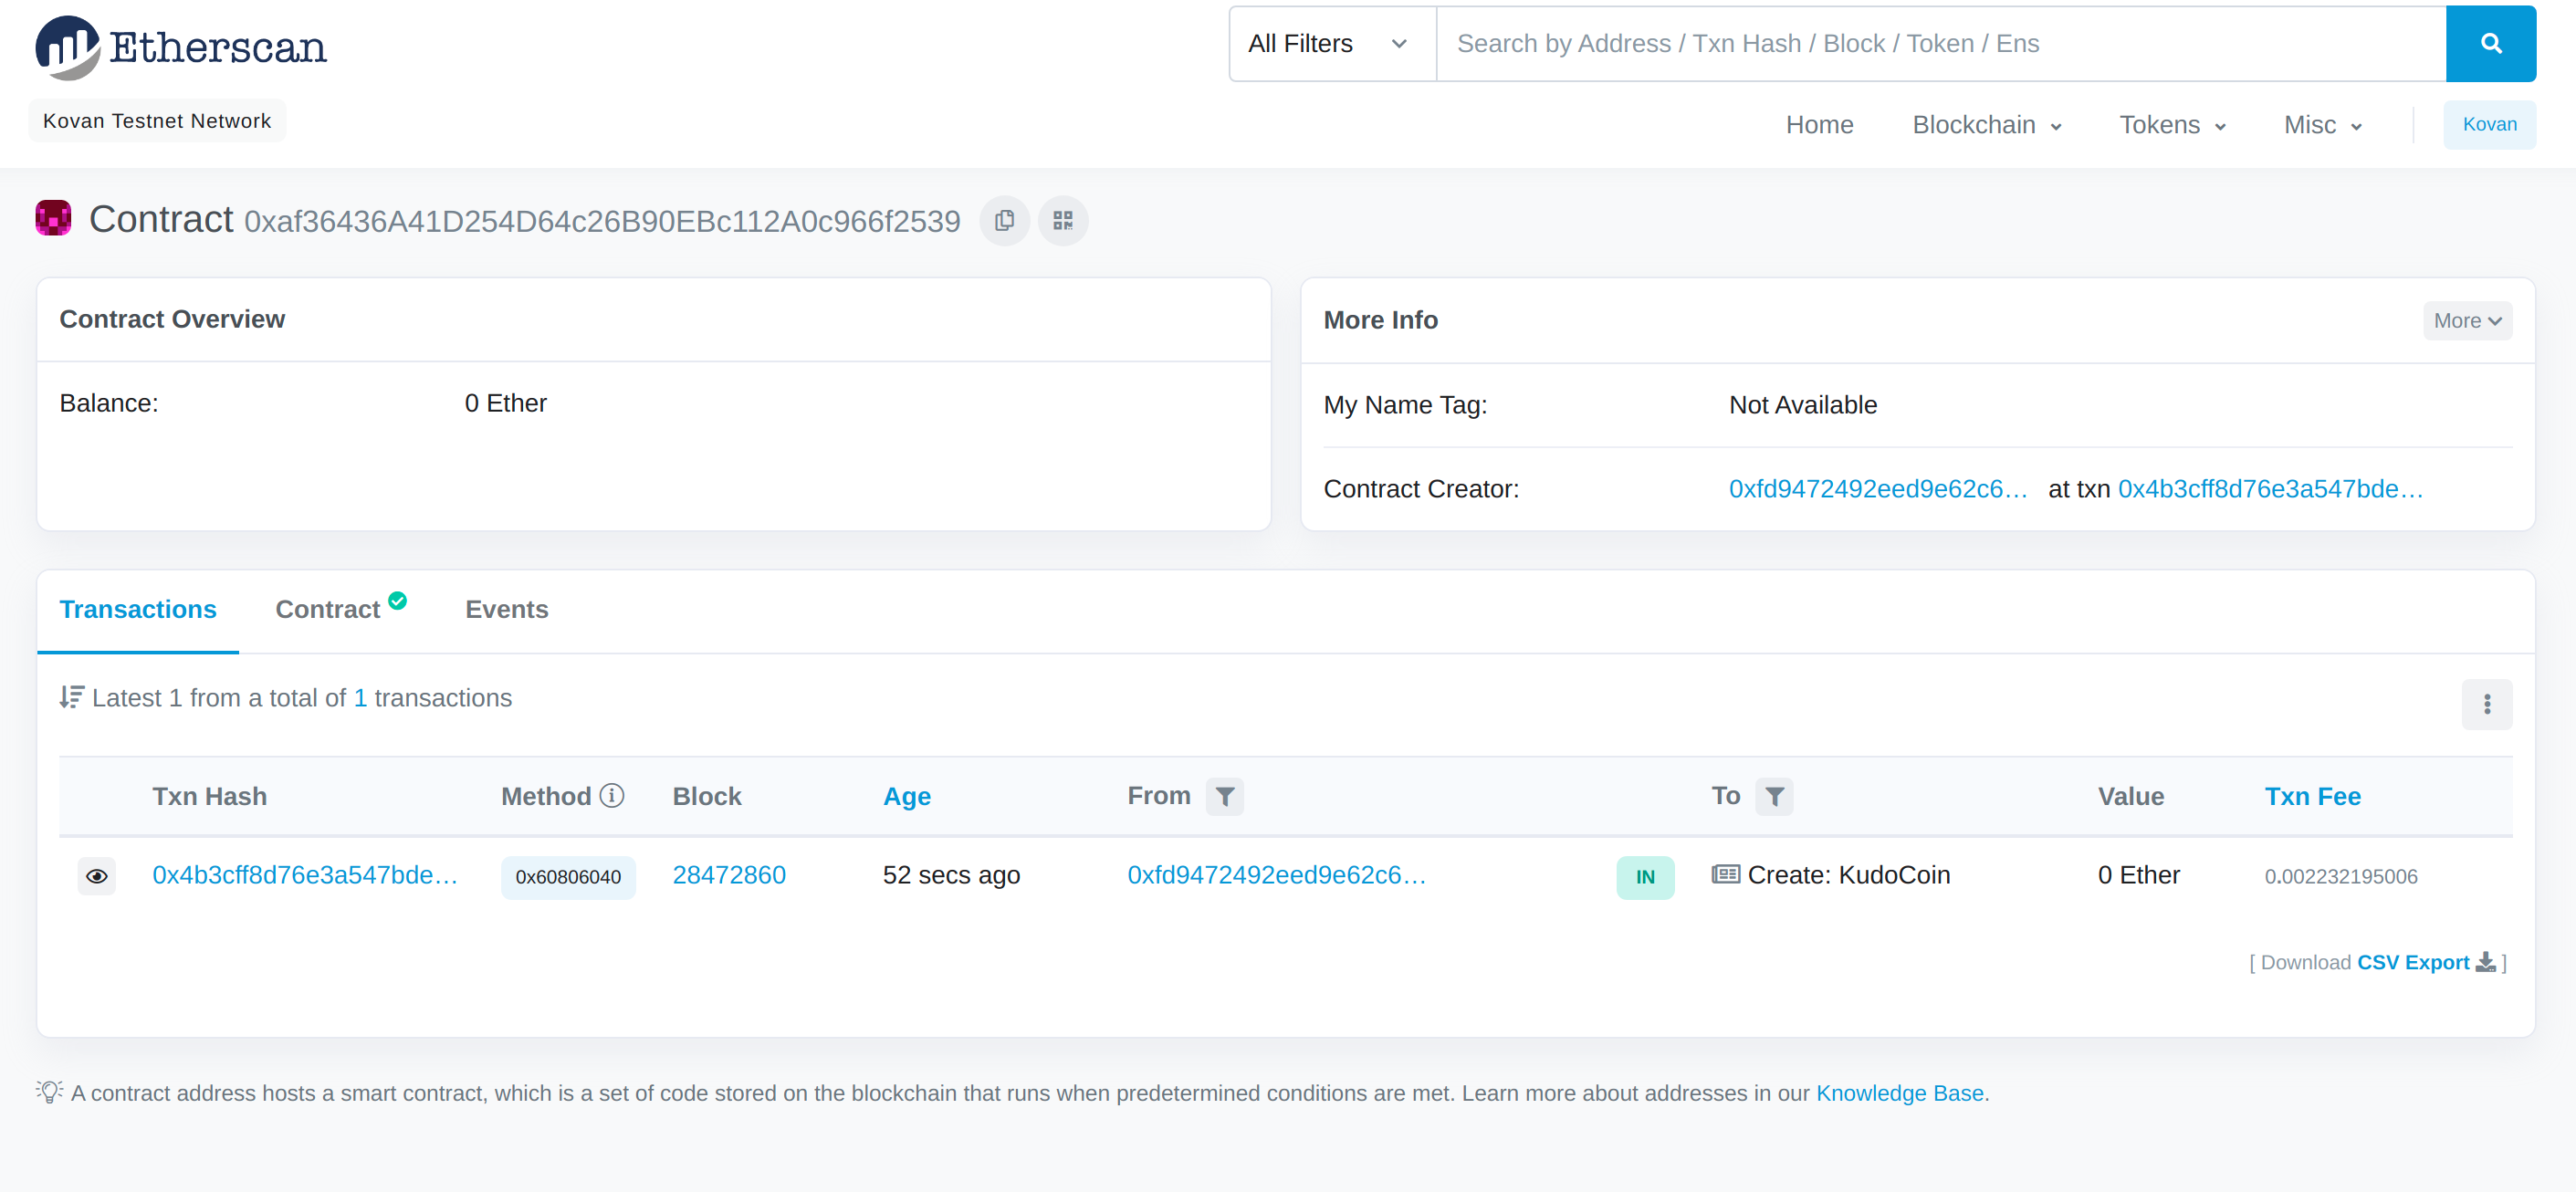 Etherscan
All Filters
Search by Address / Txn Hash / Block / Token / Ens
Kovan Testnet Network
Home Blockchain Tokens Misc Kovan
Contract 0xaf36436A41D254D64c26B90EBc112A0c966f2539
Contract Overview
Balance: 0 Ether
More Info More
My Name Tag: Not Available
Contract Creator: 0xfd9472492eed9e62c6... at txn 0x4b3cff8d76e3a547bde...
Transactions Contract Events
Latest 1 from a total of 1 transactions
Txn Hash Method Block Age From To Value Txn Fee
0x4b3cff8d76e3a547bde... 0x60806040 28472860 52 secs ago 0xfd9472492eed9e62c6... IN Create: KudoCoin 0 Ether 0.002232195006
[ Download CSV Export ]
A contract address hosts a smart contract, which is a set of code stored on the blockchain that runs when predetermined conditions are met. Learn more about addresses in our Knowledge Base.